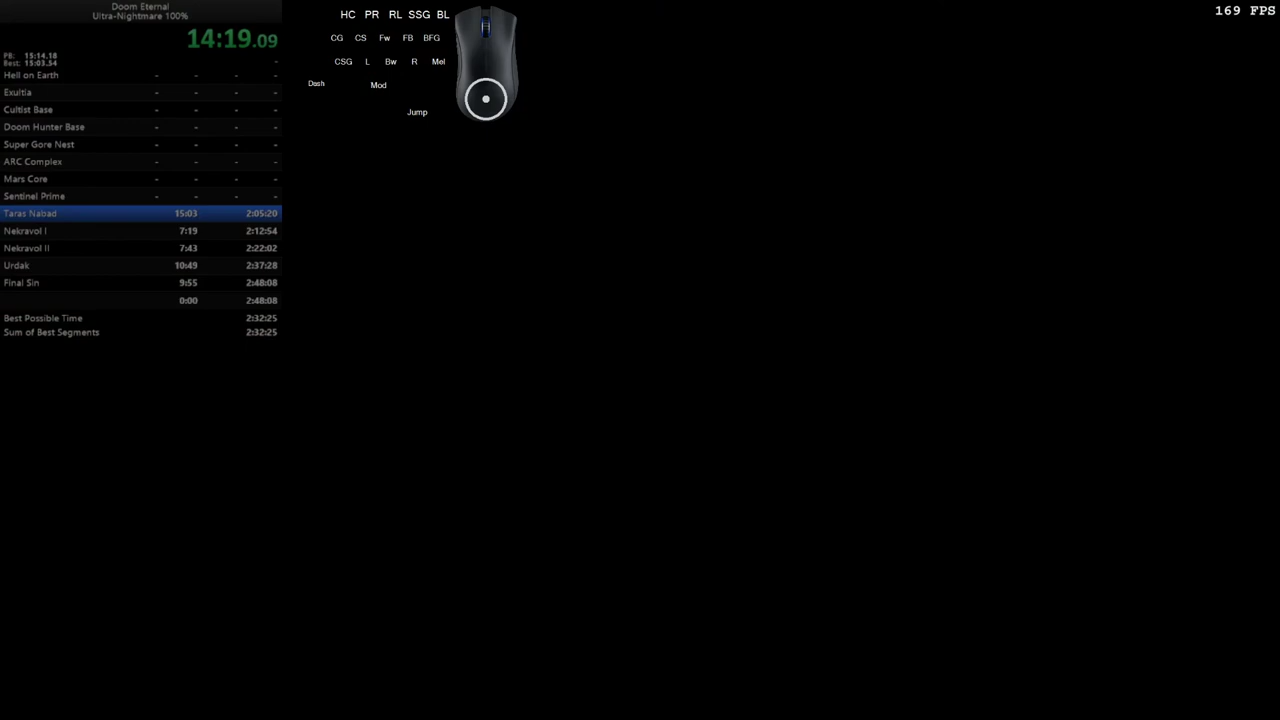 Doom Eternal
Ultra-Nightmare 100%
14:19.09
PB: 15:14.18
Best: 15:03.54 -
Hell on Earth - - - -
Exultia - - - -
Cultist Base - - - -
Doom Hunter Base - - - -
Super Gore Nest - - - -
ARC Complex - - - -
Mars Core - - - -
Sentinel Prime - - - -
Taras Nabad 15:03 2:05:20
Nekravol I 7:19 2:12:54
Nekravol II 7:43 2:22:02
Urdak 10:49 2:37:28
Final Sin 9:55 2:48:08
0:00 2:48:08
Best Possible Time 2:32:25
Sum of Best Segments 2:32:25
HC PR RL SSG BL
CG CS Fw FB BFG
CSG L Bw R Mel
Dash Mod
Jump
169 FPS